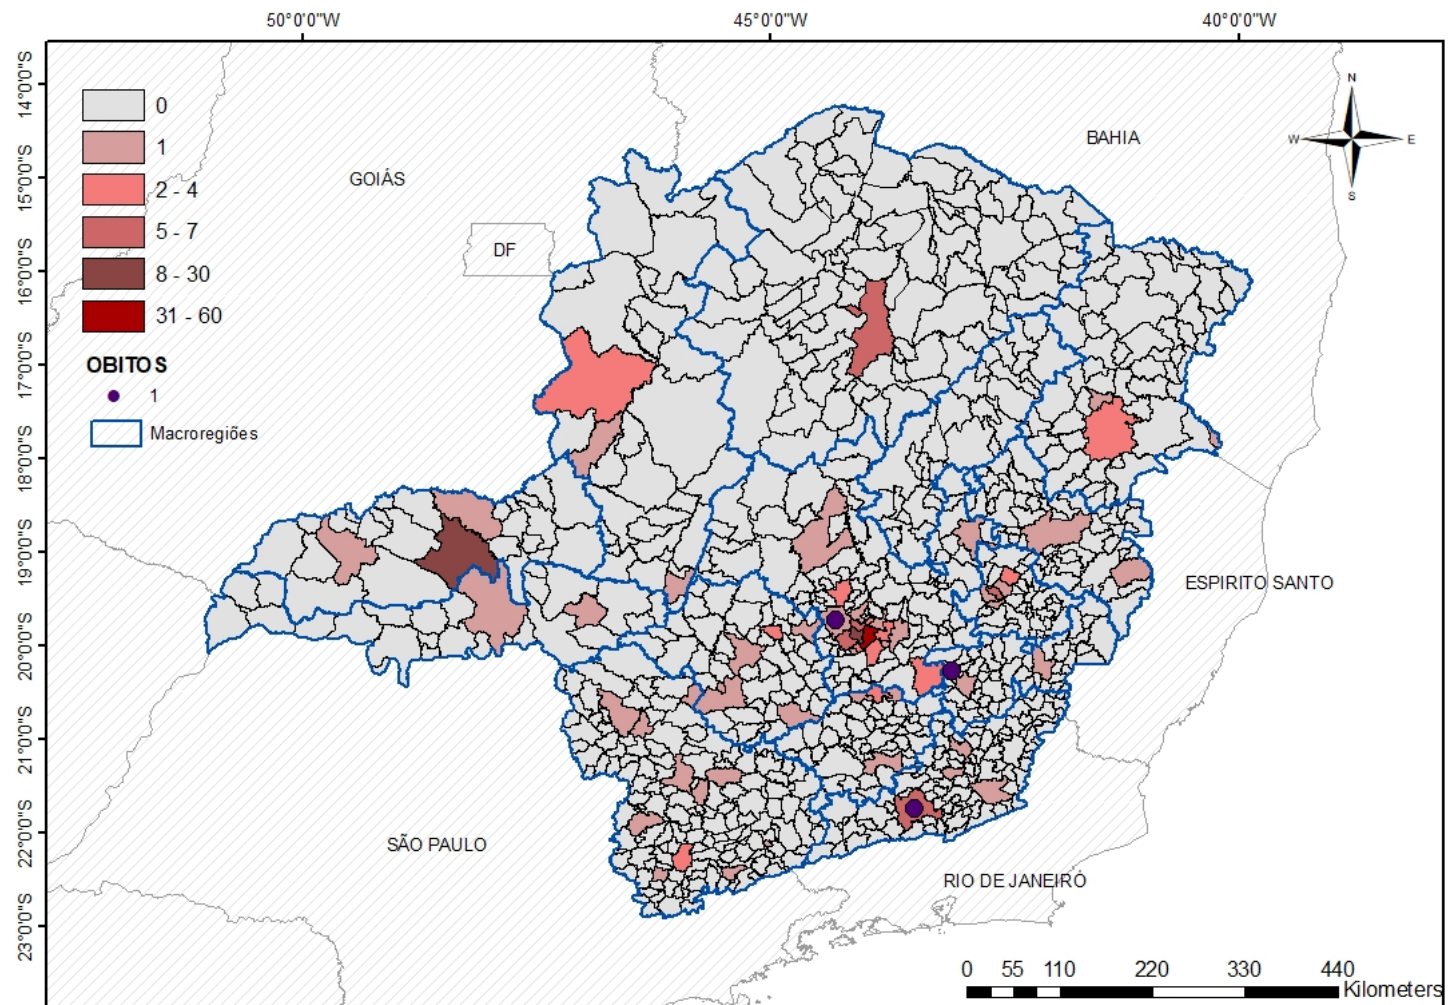 50°0'0"W 45°0'0"W 40°0'0"W
14°0'0"S
15°0'0"S
16°0'0"S
17°0'0"S
18°0'0"S
19°0'0"S
20°0'0"S
21°0'0"S
22°0'0"S
23°0'0"S
0
1
2 - 4
5 - 7
8 - 30
31 - 60
OBITOS
1
Macroregiões
GOIÁS
DF
BAHIA
N
W E
S
ESPIRITO SANTO
SÃO PAULO
RIO DE JANEIRO
0 55 110 220 330 440
Kilometers